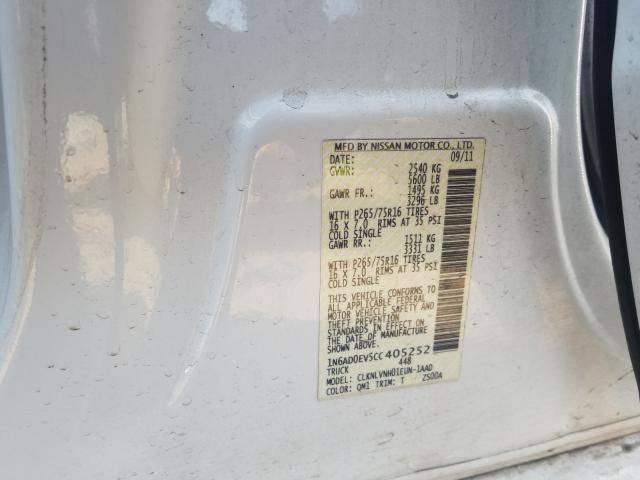 MFD BY NISSAN MOTOR CO., LTD.
DATE: 09/11
GVWR: 2540 KG
5600 LB
GAWR FR.: 1495 KG
3296 LB
WITH P265/75R16 TIRES
16 X 7.0 RIMS AT 35 PSI
COLD SINGLE
GAWR RR.: 1511 KG
3331 LB
WITH P265/75R16 TIRES
16 X 7.0 RIMS AT 35 PSI
COLD SINGLE
THIS VEHICLE CONFORMS TO
ALL APPLICABLE FEDERAL
MOTOR VEHICLE SAFETY AND
THEFT PREVENTION
STANDARDS IN EFFECT ON
THE DATE OF MANUFACTURE
SHOWN ABOVE.
1N6AD0EV5CC405252
TRUCK 448
MODEL: CLKNLVNH01EUN-1AAD
COLOR: QM1 TRIM: T ZSDDA